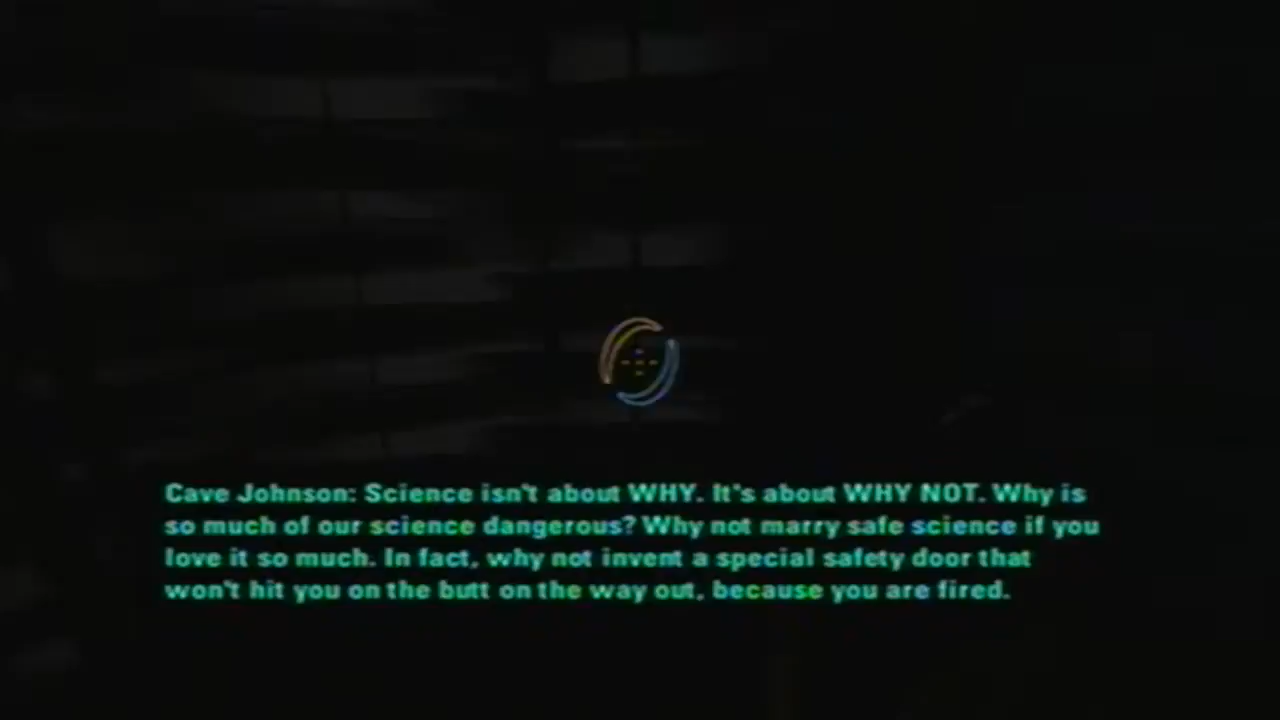 Cave Johnson: Science isn't about WHY. It's about WHY NOT. Why is
so much of our science dangerous? Why not marry safe science if you
love it so much. In fact, why not invent a special safety door that
won't hit you on the butt on the way out, because you are fired.